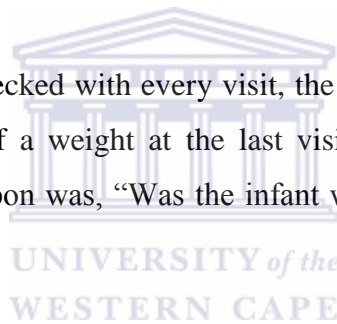 ecked with every visit, the
f a weight at the last visi
oon was, “Was the infant w
UNIVERSITY of the
WESTERN CAPE